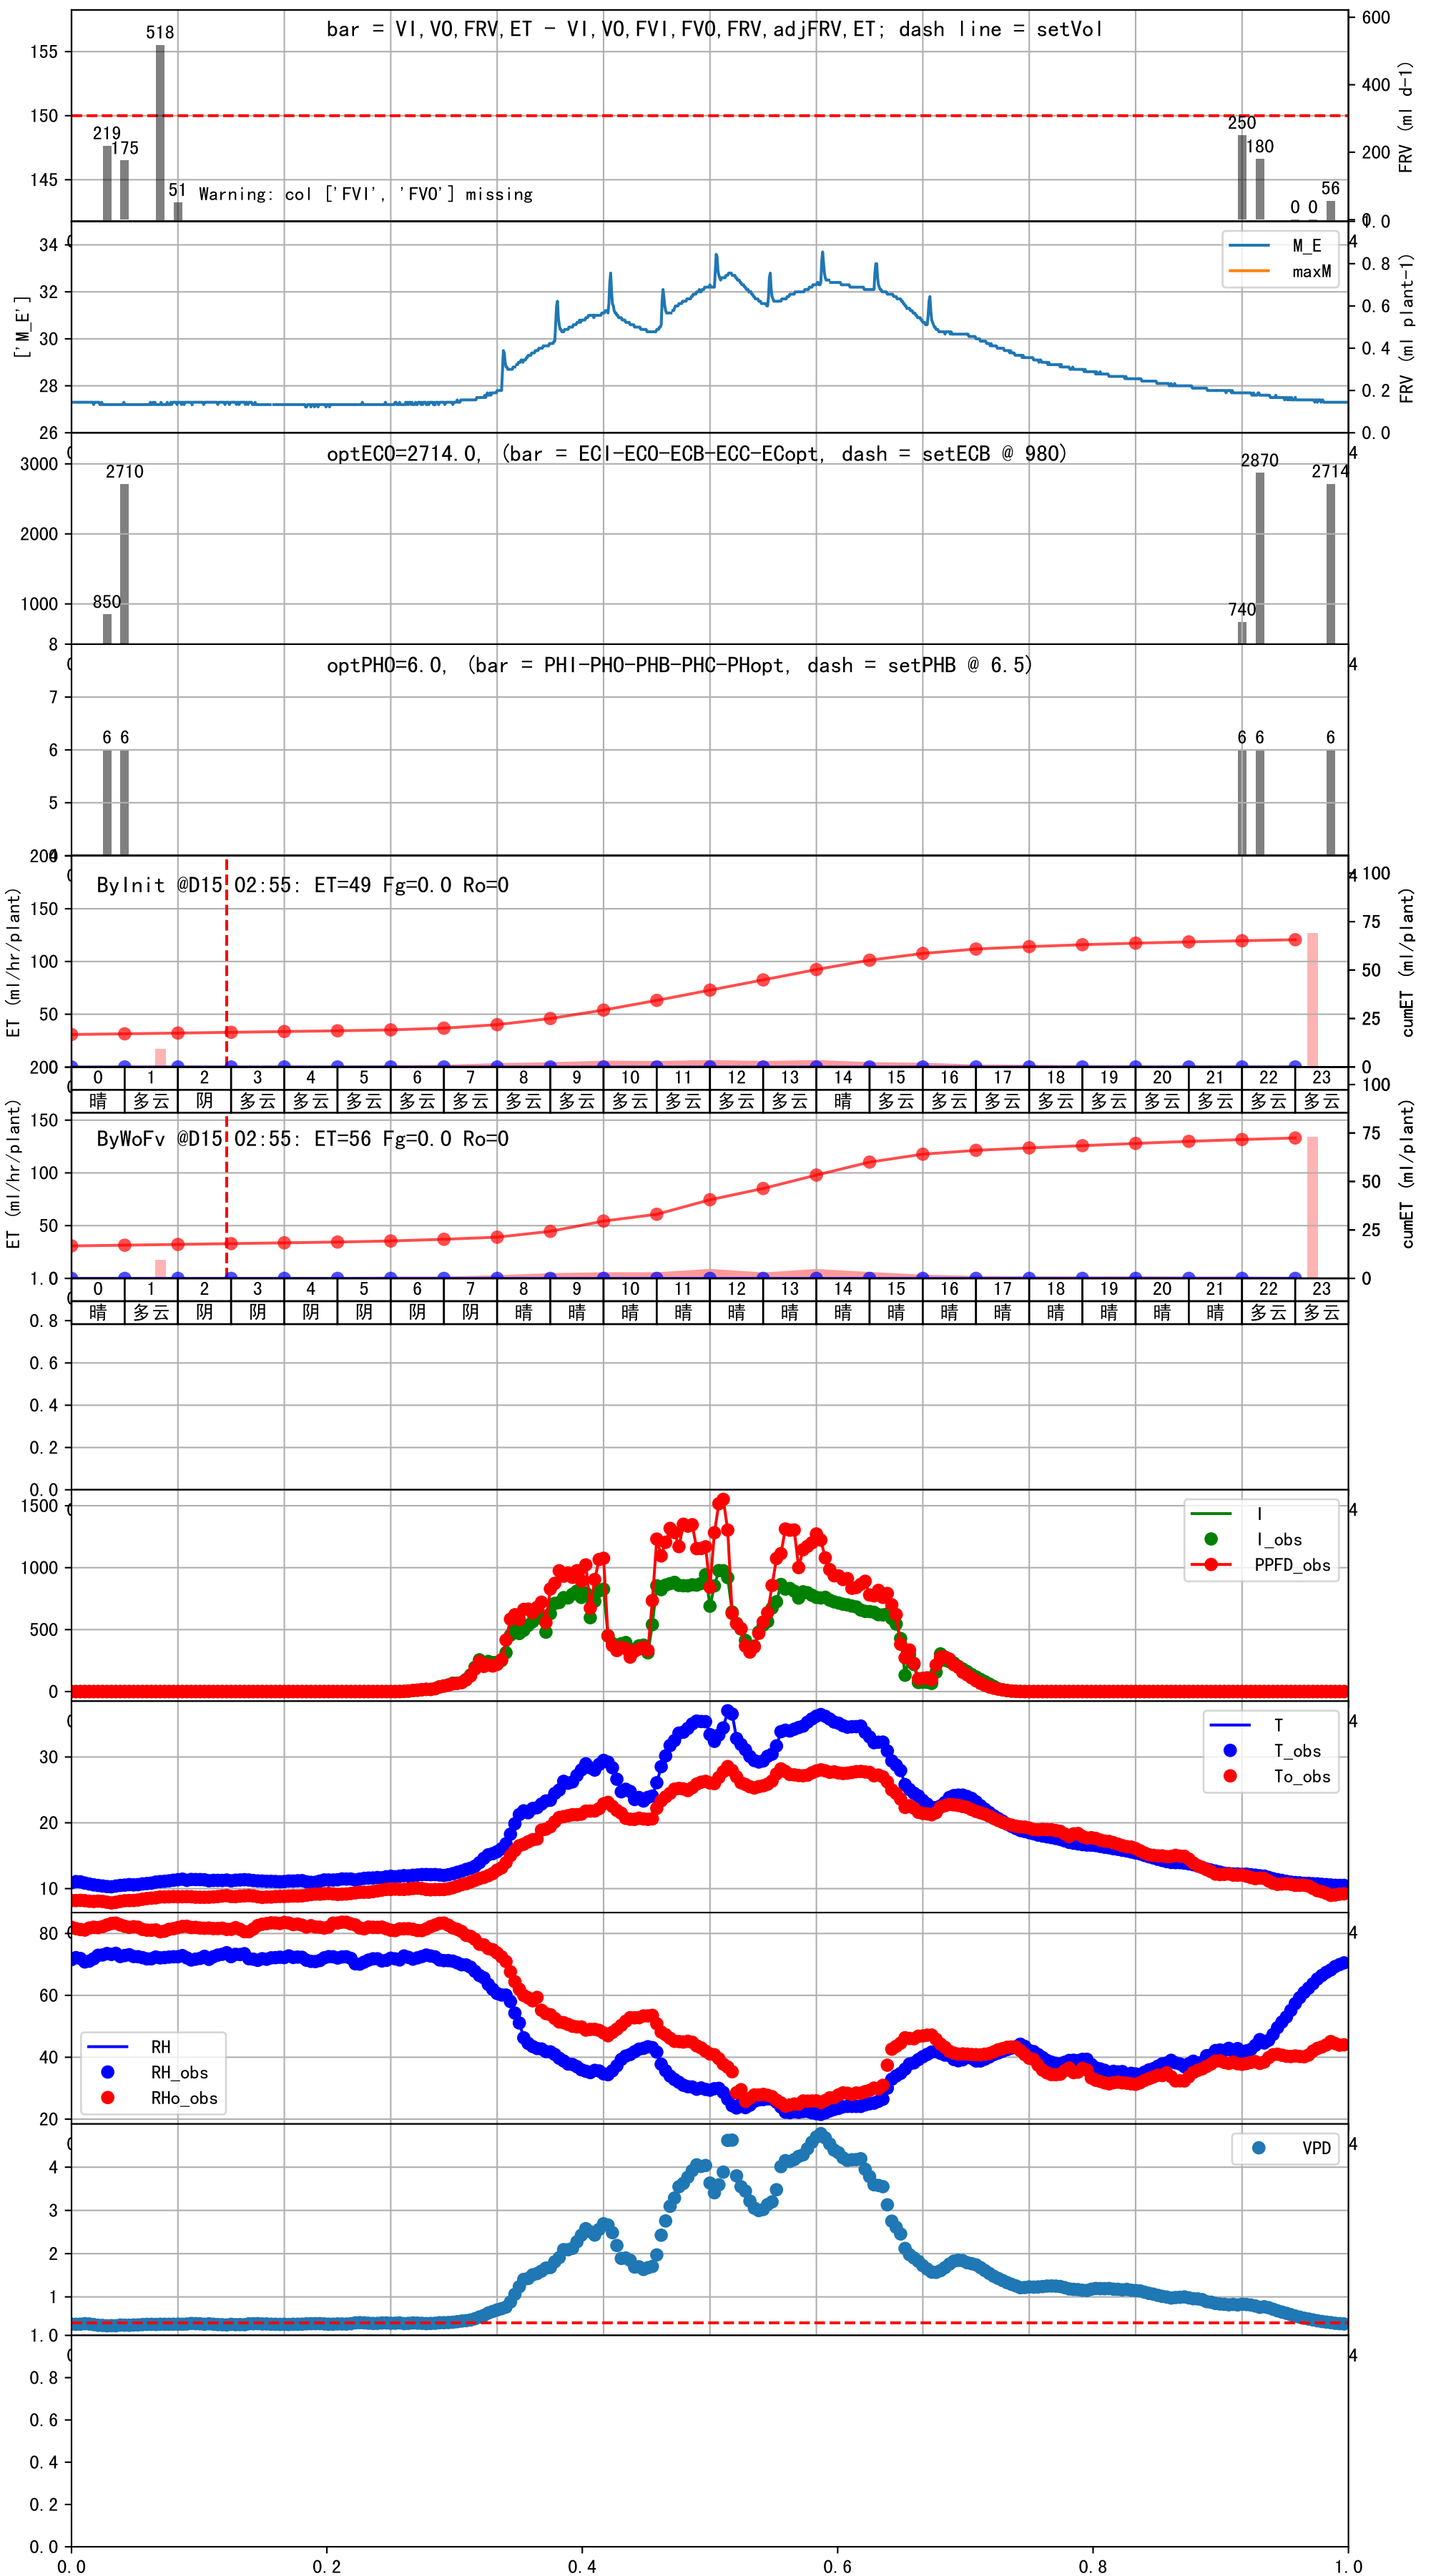 bar = VI,VO,FRV,ET - VI,VO,FVI,FVO,FRV,adjFRV,ET; dash line = setVol
518
219
175
51
250
180
0 0
56
Warning: col ['FVI', 'FVO'] missing
155
150
145
600
400
200
0
FRV (ml d-1)
1.0
34
32
30
28
26
['M_E']
M_E
maxM
0.8
0.6
0.4
0.2
0.0
FRV (ml plant-1)
optECO=2714.0, (bar = ECI-ECO-ECB-ECC-ECopt, dash = setECB @ 980)
3000
2000
1000
850
2710
740
2870
2714
optPHO=6.0, (bar = PHI-PHO-PHB-PHC-PHopt, dash = setPHB @ 6.5)
8
7
6
5
4
6 6
6 6
6
ByInit @D15 02:55: ET=49 Fg=0.0 Ro=0
200
150
100
50
0
ET (ml/hr/plant)
100
75
50
25
0
cumET (ml/plant)
0 1 2 3 4 5 6 7 8 9 10 11 12 13 14 15 16 17 18 19 20 21 22 23
晴 多云 阴 多云 多云 多云 多云 多云 多云 多云 多云 多云 多云 多云 晴 多云 多云 多云 多云 多云 多云 多云 多云 多云
ByWoFv @D15 02:55: ET=56 Fg=0.0 Ro=0
200
150
100
50
ET (ml/hr/plant)
100
75
50
25
0
cumET (ml/plant)
0 1 2 3 4 5 6 7 8 9 10 11 12 13 14 15 16 17 18 19 20 21 22 23
晴 多云 阴 阴 阴 阴 阴 阴 晴 晴 晴 晴 晴 晴 晴 晴 晴 晴 晴 晴 晴 晴 多云 多云
1.0
0.8
0.6
0.4
0.2
0.0
1500
1000
500
0
I
I_obs
PPFD_obs
30
20
10
T
T_obs
To_obs
80
60
40
20
RH
RH_obs
RHo_obs
4
3
2
1
VPD
1.0
0.8
0.6
0.4
0.2
0.0
0.0 0.2 0.4 0.6 0.8 1.0